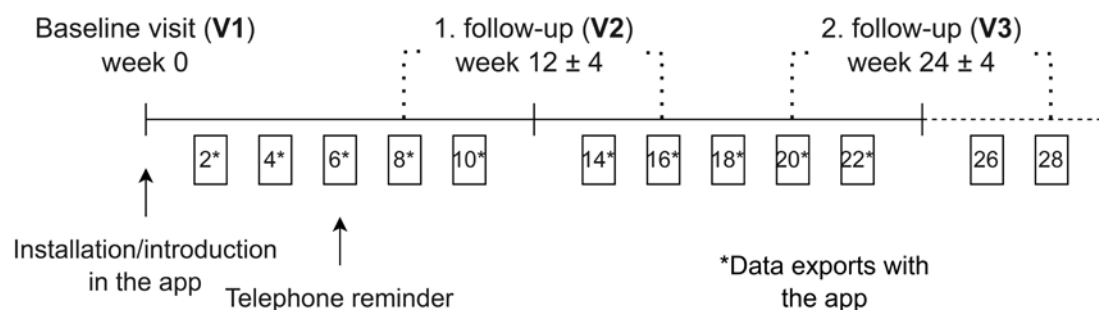 Baseline visit (V1)
week 0
1. follow-up (V2)
week 12 ± 4
2. follow-up (V3)
week 24 ± 4
2*
4*
6*
8*
10*
14*
16*
18*
20*
22*
26
28
Installation/introduction
in the app
Telephone reminder
*Data exports with
the app